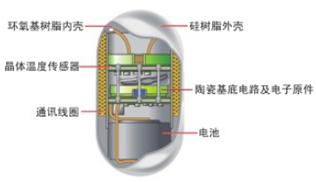 环氧基树脂内壳
硅树脂外壳
晶体温度传感器
陶瓷基底电路及电子原件
通讯线圈
电池